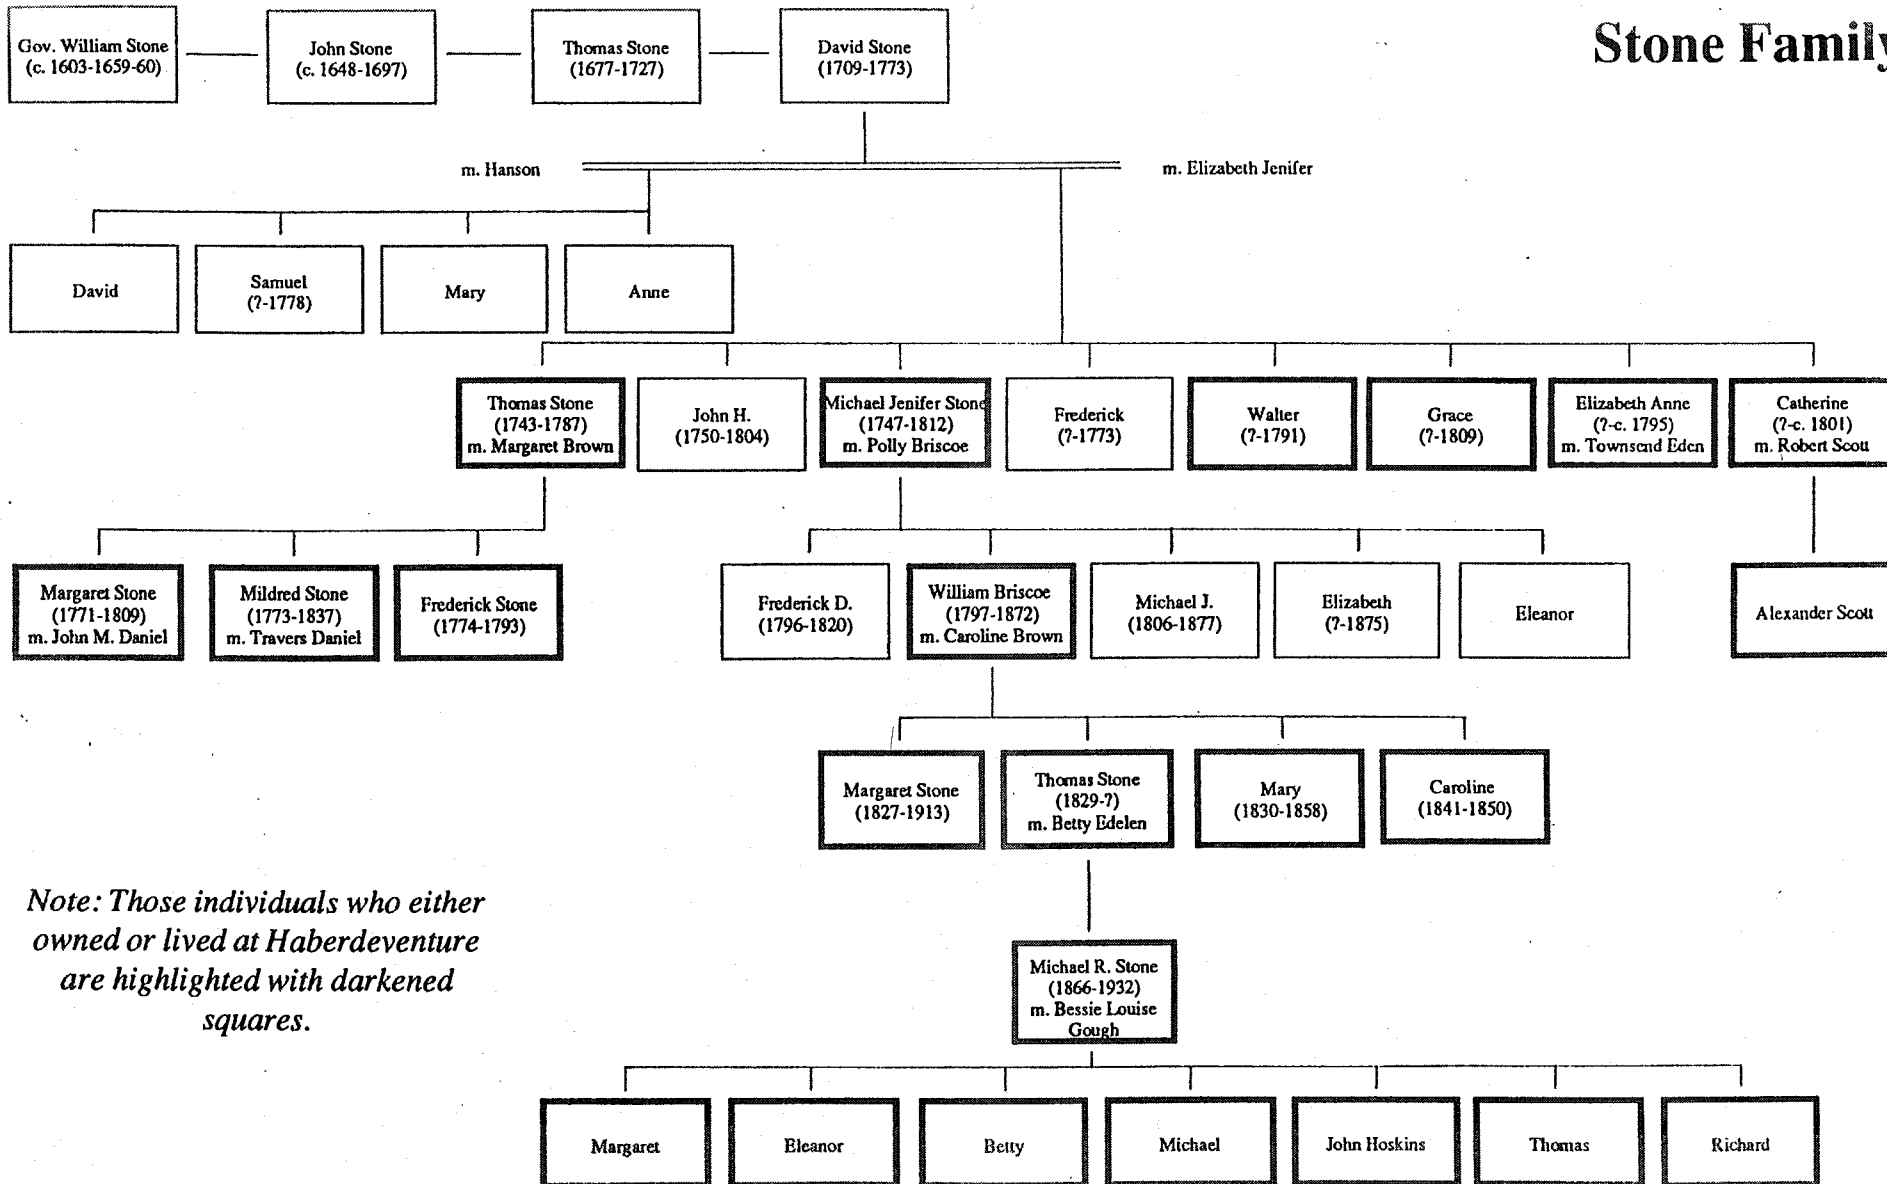 Stone Family
Gov. William Stone
(c. 1603-1659-60)
John Stone
(c. 1648-1697)
Thomas Stone
(1677-1727)
David Stone
(1709-1773)
m. Hanson
m. Elizabeth Jenifer
David
Samuel
(?-1778)
Mary
Anne
Thomas Stone
(1743-1787)
m. Margaret Brown
John H.
(1750-1804)
Michael Jenifer Stone
(1747-1812)
m. Polly Briscoe
Frederick
(?-1773)
Walter
(?-1791)
Grace
(?-1809)
Elizabeth Anne
(?-c. 1795)
m. Townsend Eden
Catherine
(?-c. 1801)
m. Robert Scott
Margaret Stone
(1771-1809)
m. John M. Daniel
Mildred Stone
(1773-1837)
m. Travers Daniel
Frederick Stone
(1774-1793)
Frederick D.
(1796-1820)
William Briscoe
(1797-1872)
m. Caroline Brown
Michael J.
(1806-1877)
Elizabeth
(?-1875)
Eleanor
Alexander Scott
Margaret Stone
(1827-1913)
Thomas Stone
(1829-?)
m. Betty Edelen
Mary
(1830-1858)
Caroline
(1841-1850)
Note: Those individuals who either
owned or lived at Haberdeventure
are highlighted with darkened
squares.
Michael R. Stone
(1866-1932)
m. Bessie Louise
Gough
Margaret
Eleanor
Betty
Michael
John Hoskins
Thomas
Richard